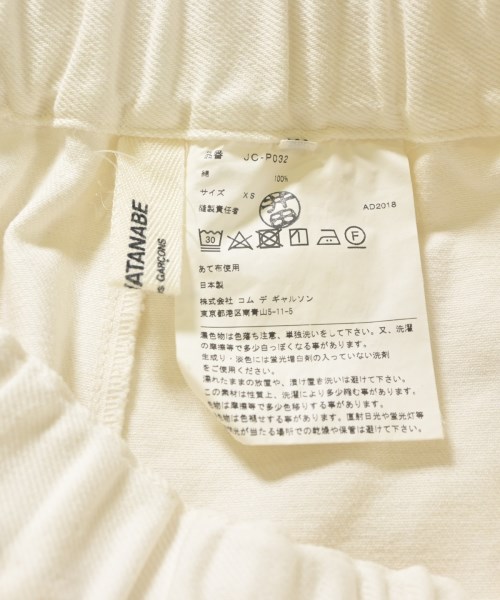 WATANABE
GARÇONS
品番 JC-P032
綿 100%
サイズ XS
縫製責任者
AD2018
30
F
あて布使用
日本製
株式会社 コム デ ギャルソン
東京都港区南青山5-11-5
濃色物は色落ち注意、単独洗いをして下さい。又、洗濯
の摩擦等で多少白っぽくなる事があります。
生成り・淡色には蛍光増白剤の入っていない洗剤
をご使用ください。
濡れたままの放置や、漬け置き洗いは避けて下さい。
この素材は性質上、洗濯により多少縮む事があります。
色物は摩擦等で多少色移りする事があります。
は色褪せする事があります。直射日光や蛍光灯等
光が当たる場所での乾燥や保管は避けて下さい。